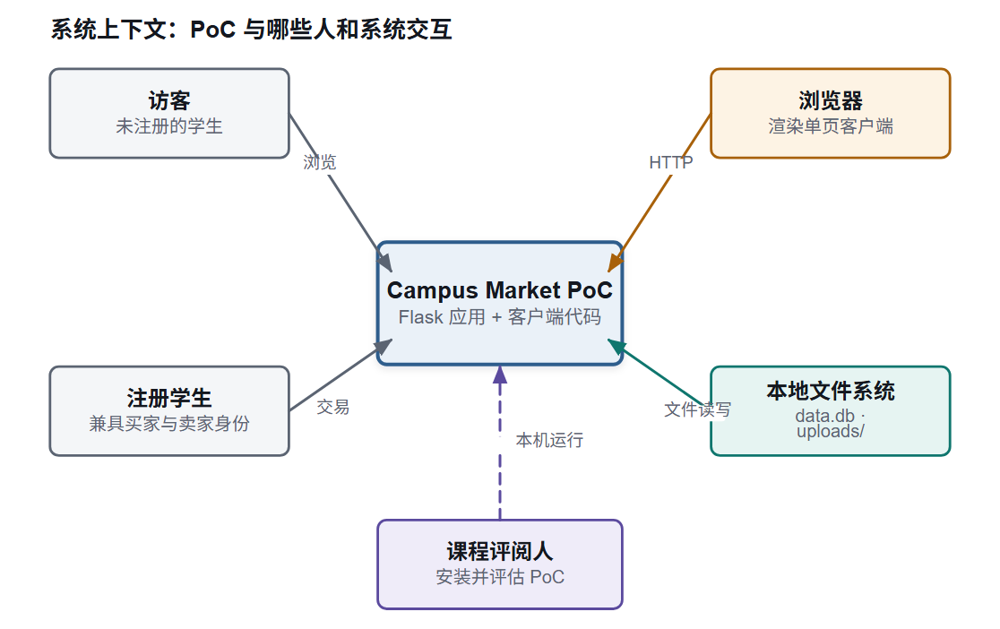 系统上下文：PoC 与哪些人和系统交互
访客
未注册的学生
浏览器
渲染单页客户端
浏览
HTTP
Campus Market PoC
Flask 应用 + 客户端代码
注册学生
兼具买家与卖家身份
交易
文件读写
本地文件系统
data.db ·
uploads/
本机运行
课程评阅人
安装并评估 PoC